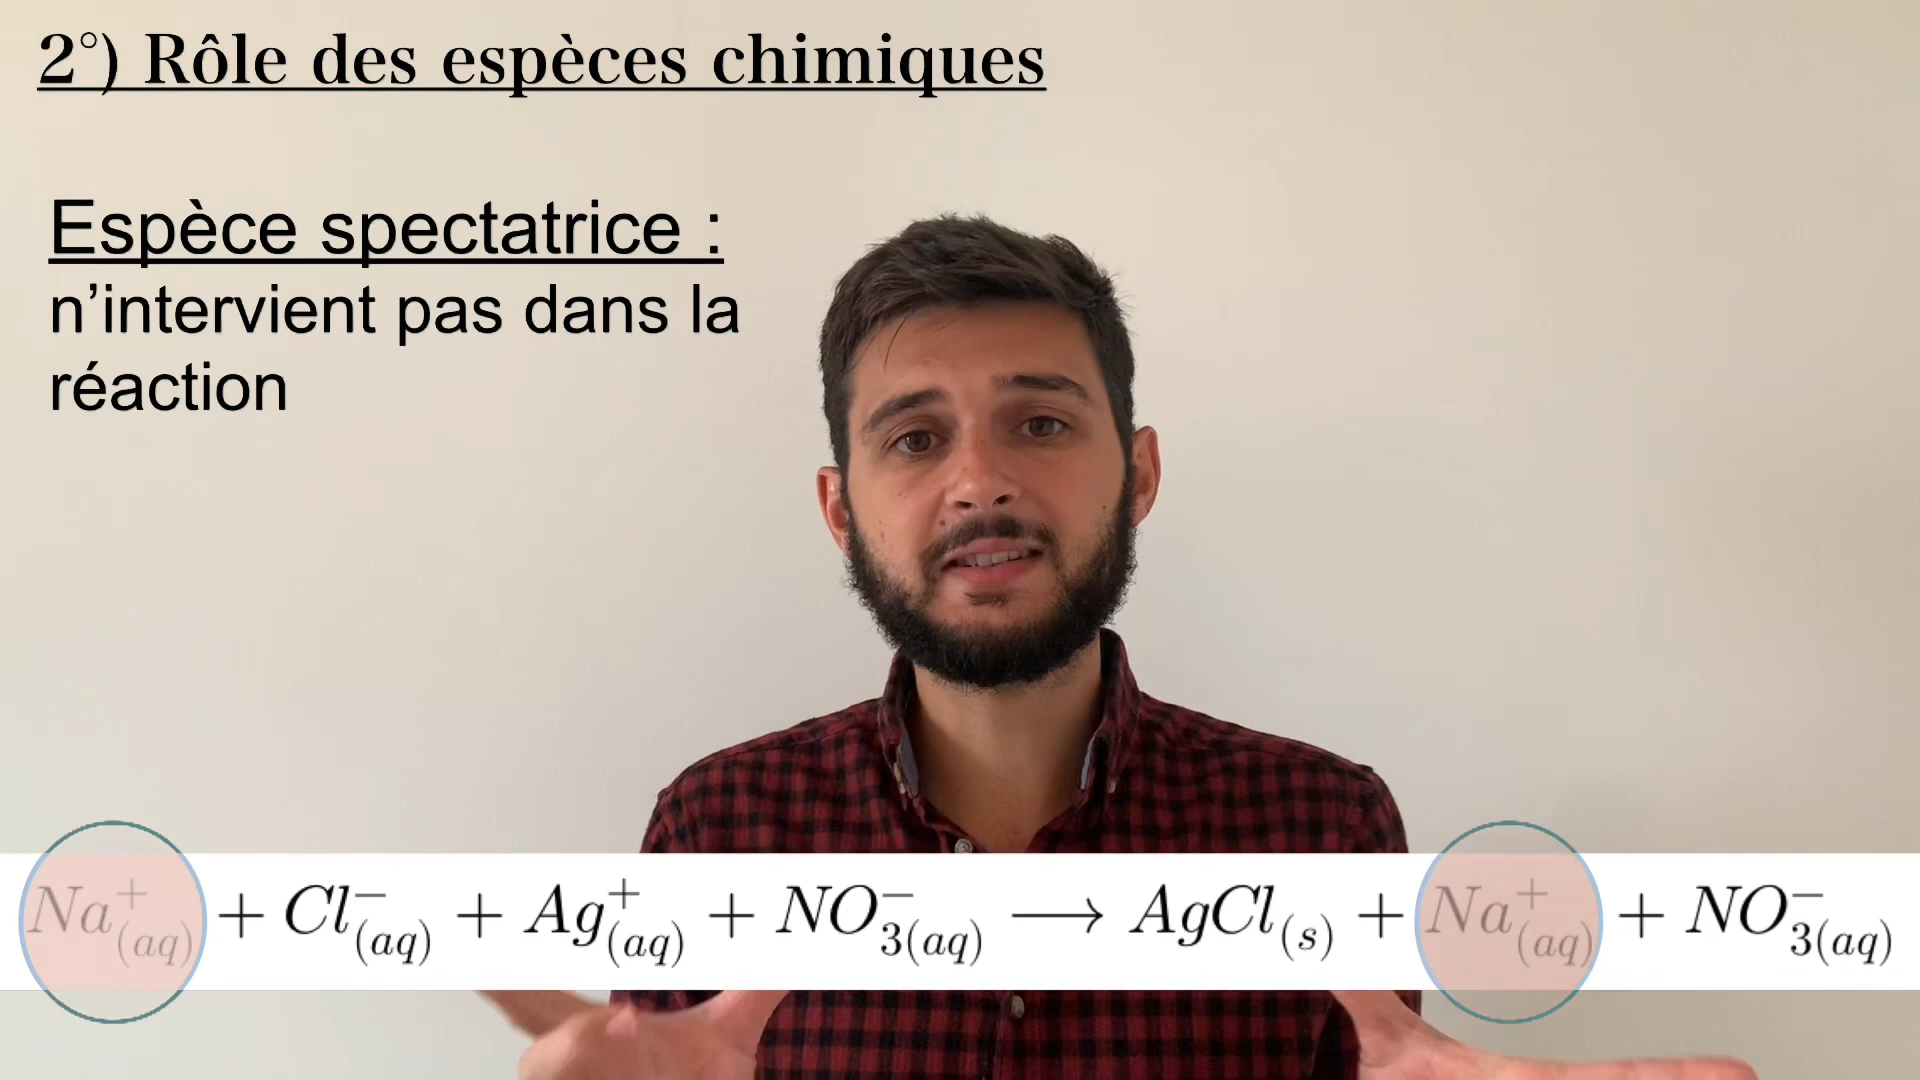 2°) Rôle des espèces chimiques
Espèce spectatrice :
n’intervient pas dans la
réaction
Na⁺(aq) + Cl⁻(aq) + Ag⁺(aq) + NO₃⁻(aq) ⟶ AgCl(s) + Na⁺(aq) + NO₃⁻(aq)